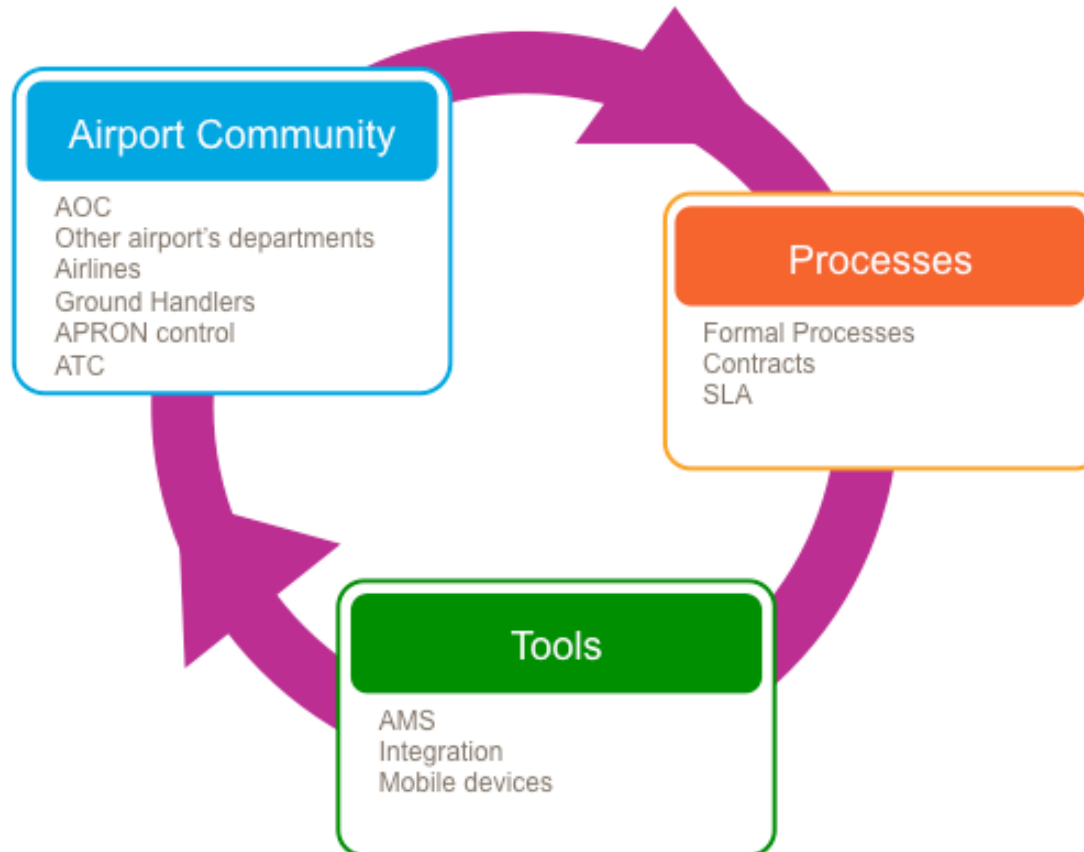 Airport Community
AOC
Other airport's departments
Airlines
Ground Handlers
APRON control
ATC
Processes
Formal Processes
Contracts
SLA
Tools
AMS
Integration
Mobile devices